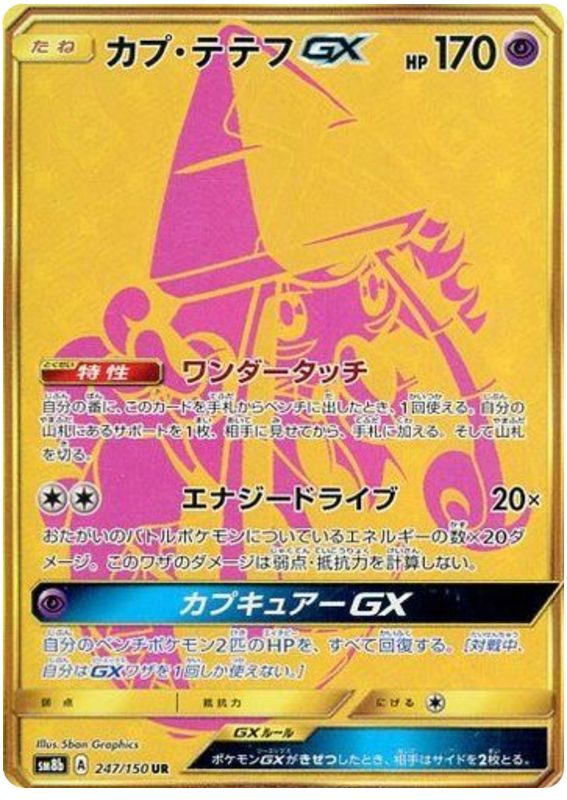 たね カプ・テテフGX HP 170
特性 ワンダータッチ
自分の番に、このカードを手札からベンチに出したとき、1回使える。自分の
山札にあるサポートを1枚、相手に見せてから、手札に加える。そして山札
を切る。
エナジードライブ 20×
おたがいのバトルポケモンについているエネルギーの数×20ダ
メージ。このワザのダメージは弱点・抵抗力を計算しない。
カプキュアーGX
自分のベンチポケモン2匹のHPを、すべて回復する。[対戦中、
自分はGXワザを1回しか使えない。]
弱点 抵抗力 にげる
GXルール
Illus. 5ban Graphics
sm8b A 247/150 UR
ポケモンGXがきぜつしたとき、相手はサイドを2枚とる。